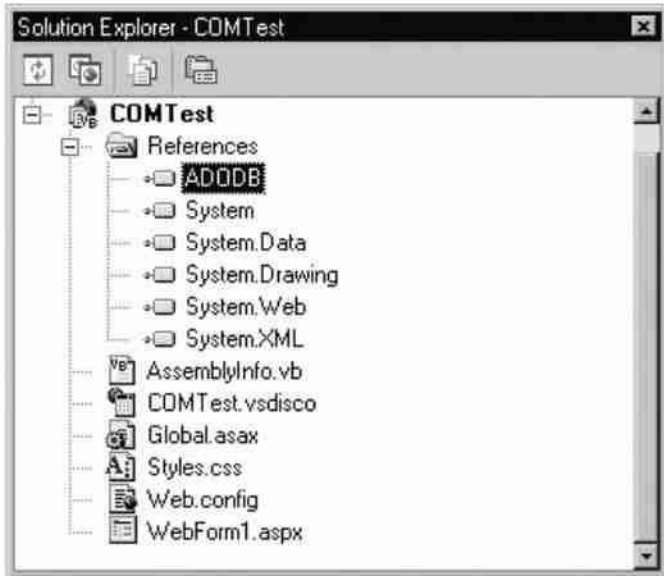 Solution Explorer - COMTest
COMTest
References
ADODB
System
System.Data
System.Drawing
System.Web
System.XML
AssemblyInfo.vb
COMTest.vsdisco
Global.asax
Styles.css
Web.config
WebForm1.aspx